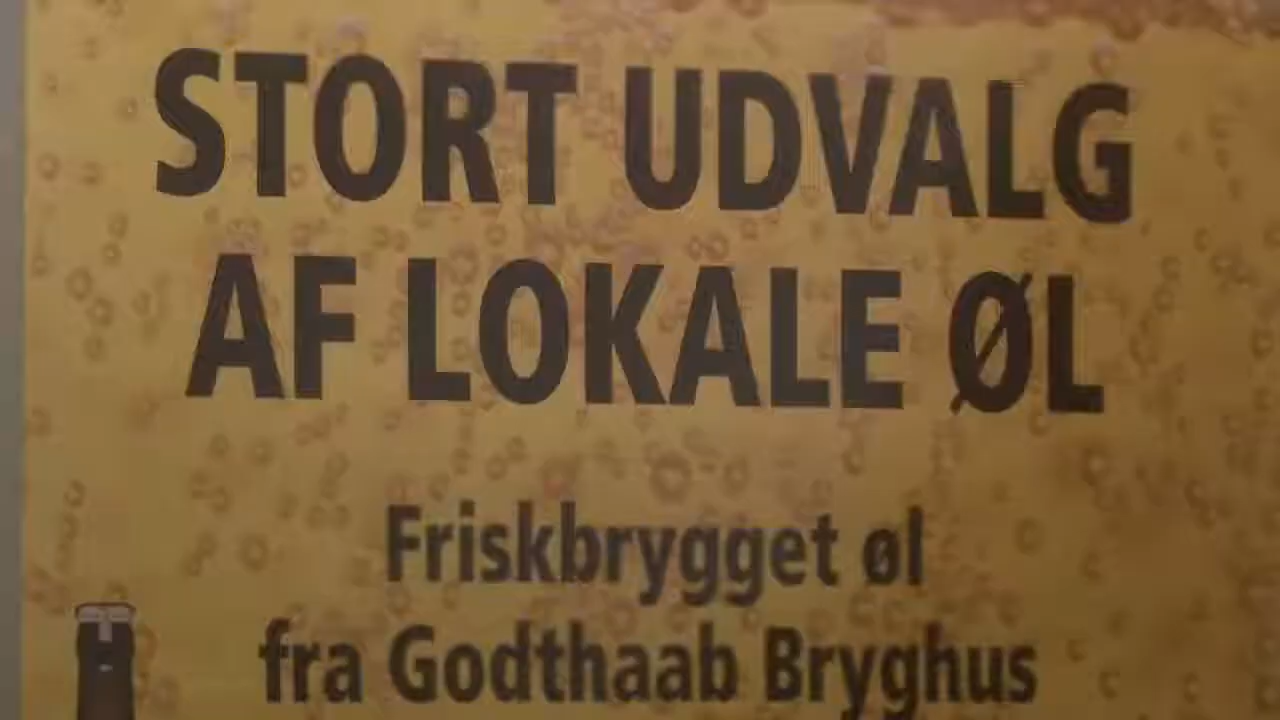 STORT UDVALG
AF LOKALE ØL
Friskbrygget øl
fra Godthaab Bryghus